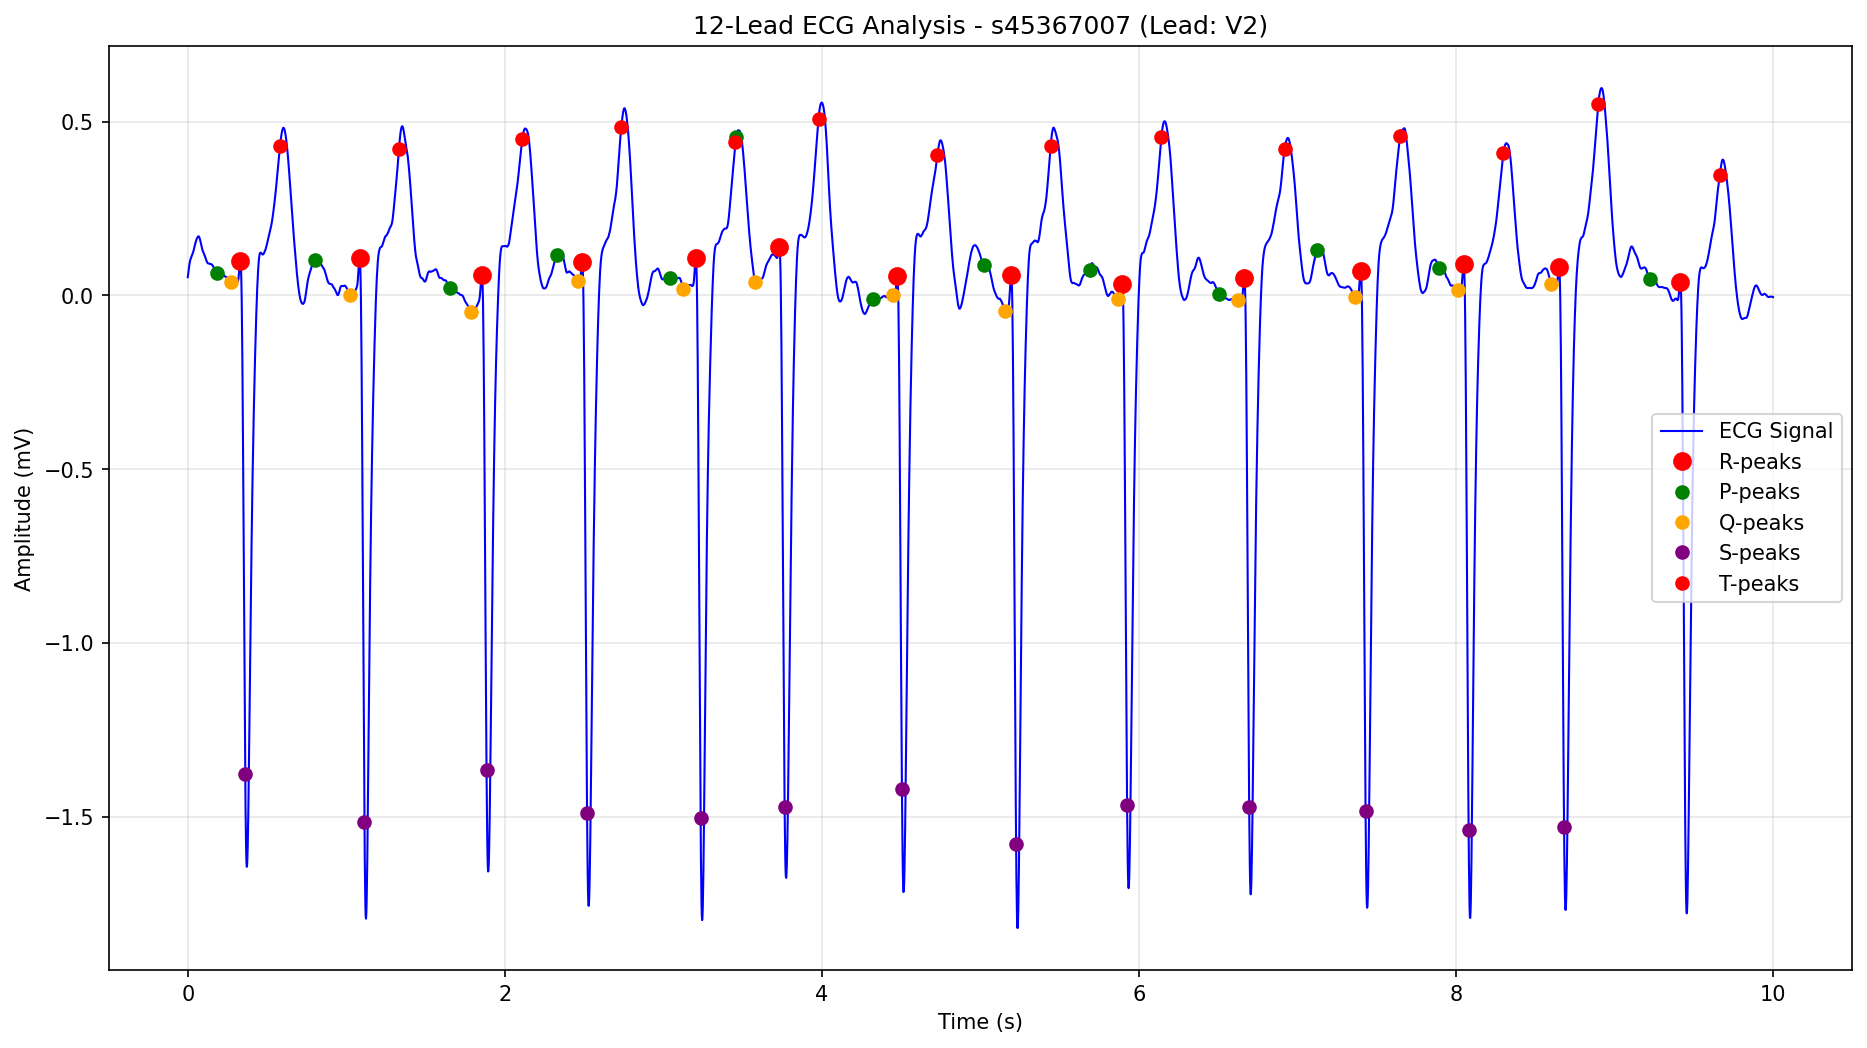 12-Lead ECG Analysis - s45367007 (Lead: V2)
Amplitude (mV)
0.5
0.0
−0.5
−1.0
−1.5
ECG Signal
R-peaks
P-peaks
Q-peaks
S-peaks
T-peaks
0 2 4 6 8 10
Time (s)